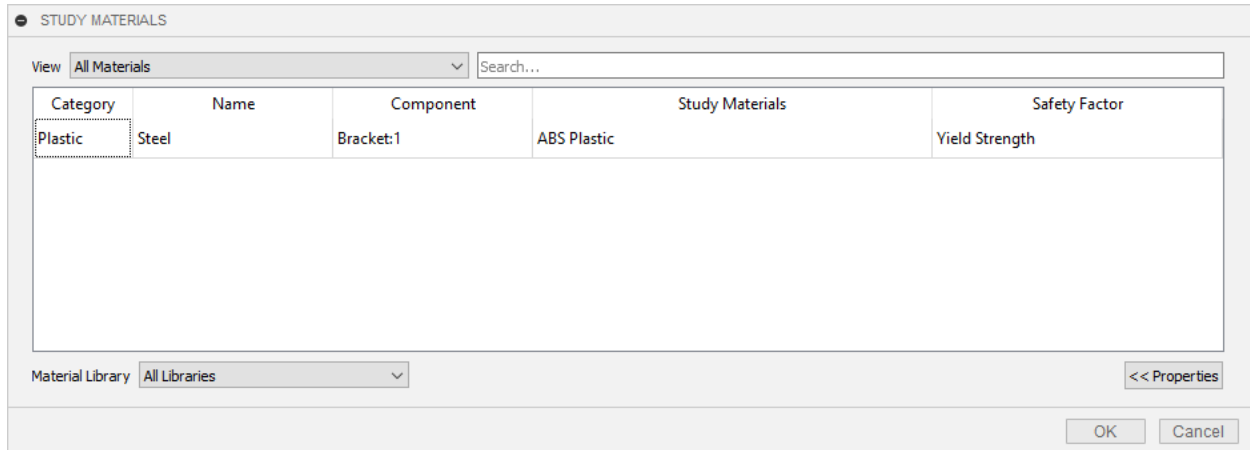 STUDY MATERIALS
View All Materials Search...
Category Name Component Study Materials Safety Factor
Plastic Steel Bracket:1 ABS Plastic Yield Strength
Material Library All Libraries << Properties
OK Cancel